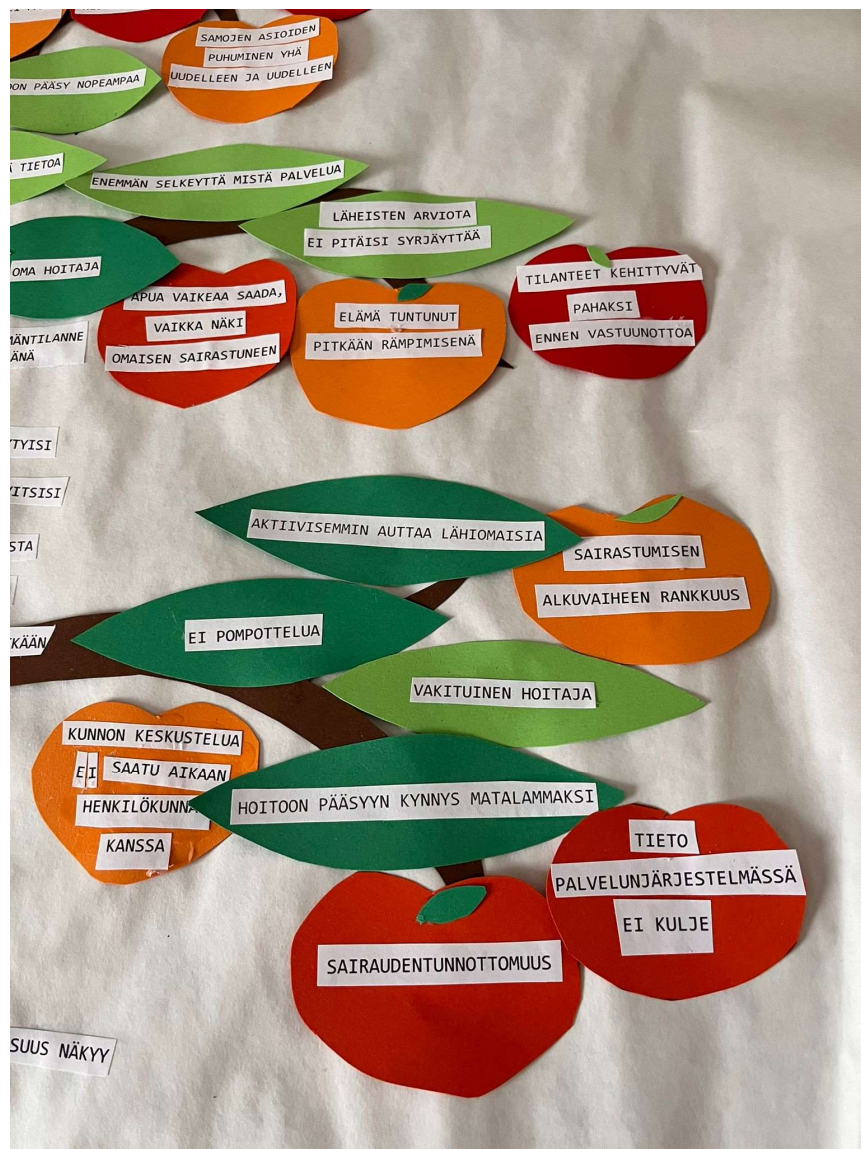 SAMOJEN ASIOIDEN
PUHUMINEN YHÄ
UUDELLEEN JA UUDELLEEN
PÄÄSY NOPEAMPAA
TIETOA
ENEMMÄN SELKEYTTÄ MISTÄ PALVELUA
LÄHEISTEN ARVIOTA
EI PITÄISI SYRJÄYTTÄÄ
OMA HOITAJA
APUA VAIKEAA SAADA,
VAIKKA NÄKI
OMAISEN SAIRASTUNEEN
ELÄMÄ TUNTUNUT
PITKÄÄN RÄMPIMISENÄ
TILANTEET KEHITTYVÄT
PAHAKSI
ENNEN VASTUUNOTTOA
AKTIIVISEMMIN AUTTAA LÄHIOMAISIA
SAIRASTUMISEN
ALKUVAIHEEN RANKKUUS
EI POMPOTTELUA
VAKITUINEN HOITAJA
KUNNON KESKUSTELUA
EI SAATU AIKAAN
HENKILÖKUNNA
KANSSA
HOITOON PÄÄSYYN KYNNYS MATALAMMAKSI
TIETO
PALVELUNJÄRJESTELMÄSSÄ
EI KULJE
SAIRAUDENTUNNOTTOMUUS
SUUS NÄKYY